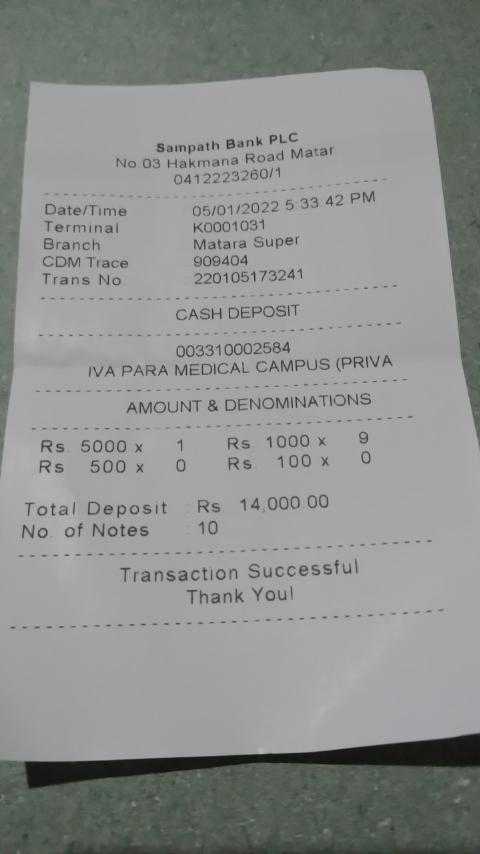 Sampath Bank PLC
No.03 Hakmana Road Matar
0412223260/1
Date/Time 05/01/2022 5:33:42 PM
Terminal K0001031
Branch Matara Super
CDM Trace 909404
Trans No 220105173241
CASH DEPOSIT
003310002584
IVA PARA MEDICAL CAMPUS (PRIVA
AMOUNT & DENOMINATIONS
Rs. 5000 x 1 Rs. 1000 x 9
Rs 500 x 0 Rs. 100 x 0
Total Deposit : Rs. 14,000.00
No. of Notes : 10
Transaction Successful
Thank You!